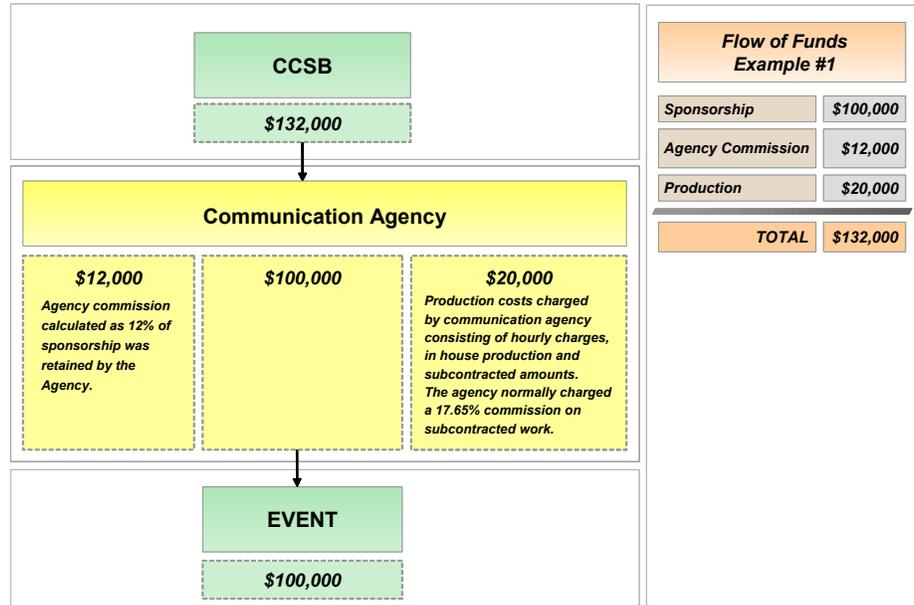 CCSB
$132,000
Communication Agency
$12,000
Agency commission
calculated as 12% of
sponsorship was
retained by the
Agency.
$100,000
$20,000
Production costs charged
by communication agency
consisting of hourly charges,
in house production and
subcontracted amounts.
The agency normally charged
a 17.65% commission on
subcontracted work.
EVENT
$100,000
Flow of Funds
Example #1
Sponsorship $100,000
Agency Commission $12,000
Production $20,000
TOTAL $132,000